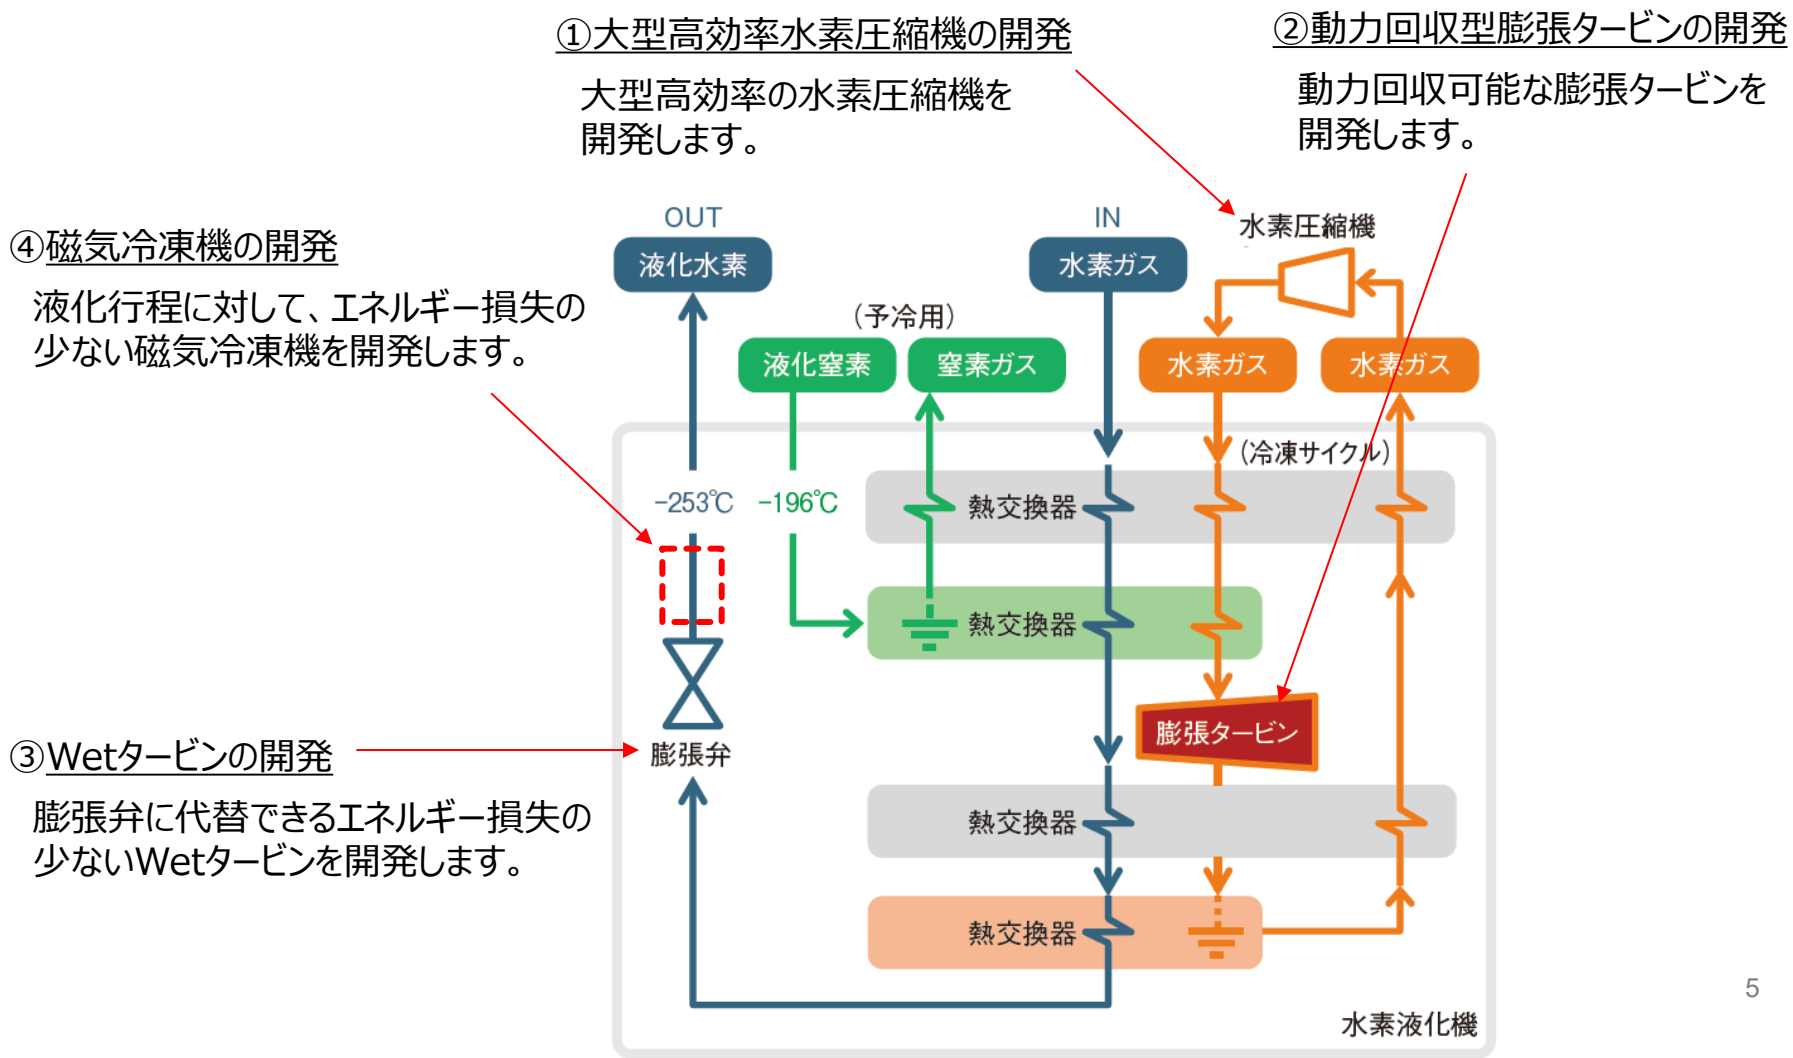 ①大型高効率水素圧縮機の開発
大型高効率の水素圧縮機を
開発します。
②動力回収型膨張タービンの開発
動力回収可能な膨張タービンを
開発します。
④磁気冷凍機の開発
液化行程に対して、エネルギー損失の
少ない磁気冷凍機を開発します。
③Wetタービンの開発
膨張弁に代替できるエネルギー損失の
少ないWetタービンを開発します。
OUT
液化水素
IN
水素ガス
水素圧縮機
(予冷用)
液化窒素
窒素ガス
水素ガス
水素ガス
(冷凍サイクル)
-253℃
-196℃
熱交換器
熱交換器
膨張タービン
膨張弁
熱交換器
熱交換器
水素液化機
5